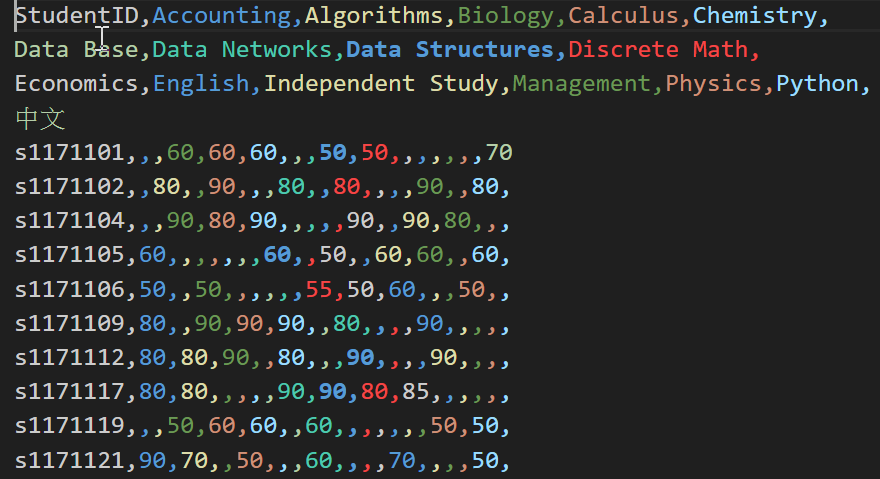 StudentID,Accounting,Algorithms,Biology,Calculus,Chemistry,
Data Base,Data Networks,Data Structures,Discrete Math,
Economics,English,Independent Study,Management,Physics,Python,
中文
s1171101,,,60,60,60,,,50,50,,,,,,,70
s1171102,,80,,90,,,80,,80,,,,90,,80,
s1171104,,,90,80,90,,,,,90,,90,80,,,
s1171105,60,,,,,,,60,,50,,60,60,,60,
s1171106,50,,50,,,,,,55,50,60,,,50,,
s1171109,80,,90,90,90,,80,,,,90,,,,,
s1171112,80,80,90,,80,,,90,,,,90,,,,
s1171117,80,80,,,,,90,90,80,85,,,,,,
s1171119,,,50,60,60,,60,,,,,,,50,50,
s1171121,90,70,,50,,,60,,,,70,,,,50,